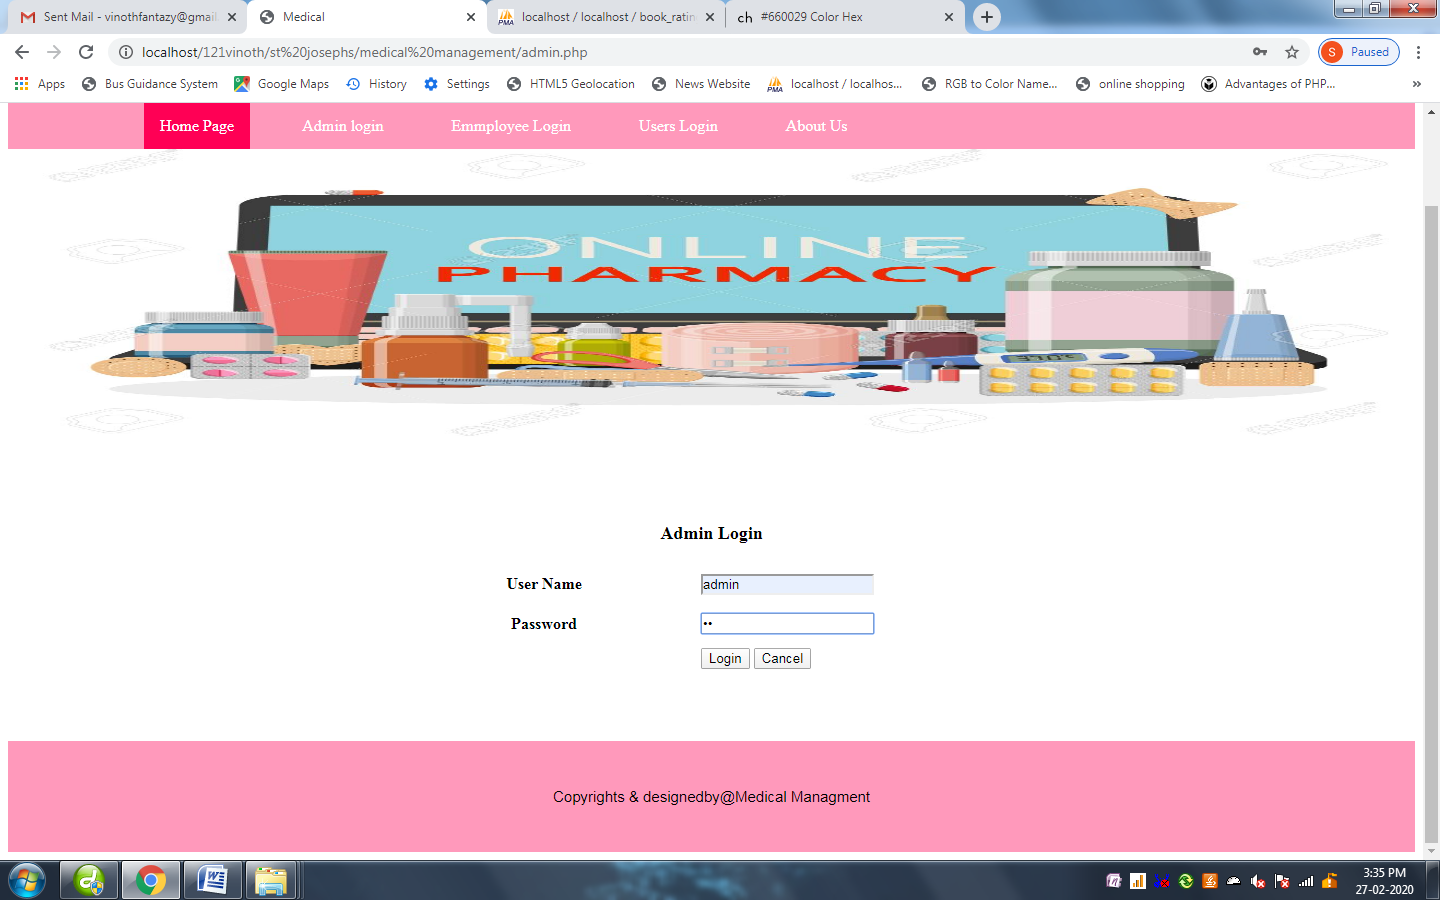 Sent Mail - vinothfantazy@gmail
Medical
localhost / localhost / book_ratin
ch #660029 Color Hex
localhost/121vinoth/st%20josephs/medical%20management/admin.php
S Paused
Apps
Bus Guidance System
Google Maps
History
Settings
HTML5 Geolocation
PMA localhost / localhos...
News Website
RGB to Color Name...
online shopping
Advantages of PHP...
»
Home Page
Admin login
Emmployee Login
Users Login
About Us
ONLINE
PHARMACY
Admin Login
User Name admin
Password ••
Login Cancel
Copyrights & designedby@Medical Managment
3:35 PM
27-02-2020